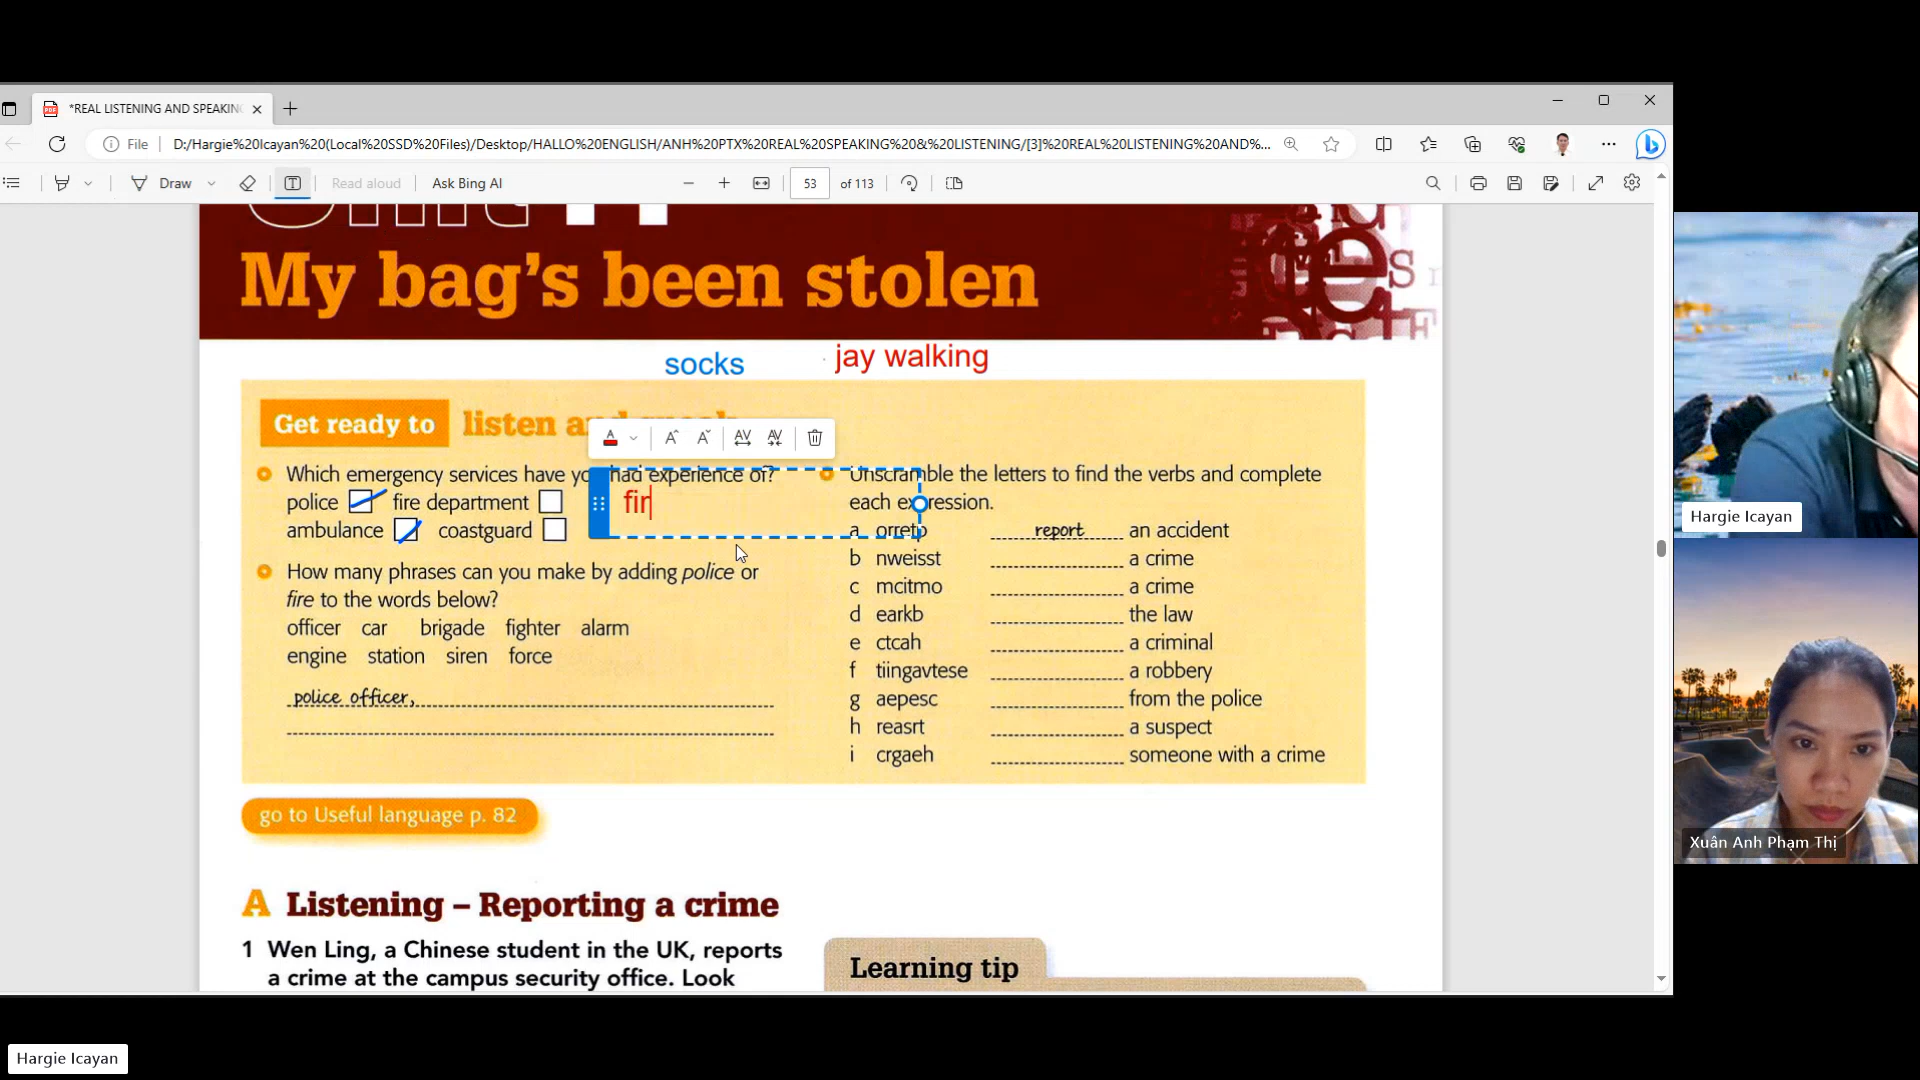 *REAL LISTENING AND SPEAKING
File
D:/Hargie%20Icayan%20(Local%20SSD%20Files)/Desktop/HALLO%20ENGLISH/ANH%20PTX%20REAL%20SPEAKING%20&%20LISTENING/[3]%20REAL%20LISTENING%20AND%...
Draw
Read aloud
Ask Bing AI
53 of 113
My bag's been stolen
socks
jay walking
Get ready to listen and speak
Which emergency services have you had experience of?
police fire department
ambulance coastguard
fir
How many phrases can you make by adding police or
fire to the words below?
officer car brigade fighter alarm
engine station siren force
police officer,
Unscramble the letters to find the verbs and complete
each expression.
a orretp report an accident
b nweisst a crime
c mcitmo a crime
d earkb the law
e ctcah a criminal
f tiingavtese a robbery
g aepesc from the police
h reasrt a suspect
i crgaeh someone with a crime
go to Useful language p. 82
A Listening – Reporting a crime
1 Wen Ling, a Chinese student in the UK, reports
a crime at the campus security office. Look
Learning tip
Hargie Icayan
Xuân Anh Phạm Thị
Hargie Icayan